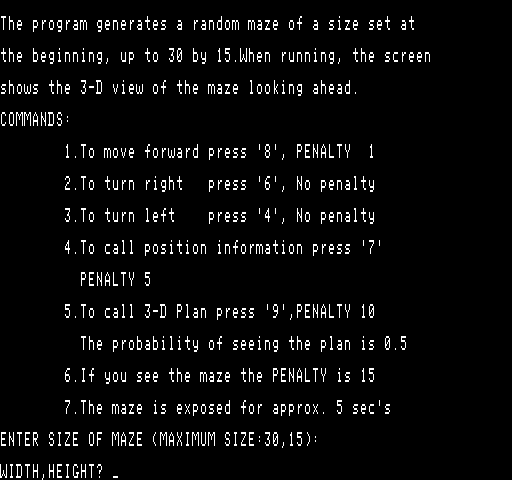 The program generates a random maze of a size set at
the beginning, up to 30 by 15.When running, the screen
shows the 3-D view of the maze looking ahead.
COMMANDS:
1.To move forward press '8', PENALTY  1
2.To turn right   press '6', No penalty
3.To turn left    press '4', No penalty
4.To call position information press '7'
PENALTY 5
5.To call 3-D Plan press '9',PENALTY 10
The probability of seeing the plan is 0.5
6.If you see the maze the PENALTY is 15
7.The maze is exposed for approx. 5 sec's
ENTER SIZE OF MAZE (MAXIMUM SIZE:30,15):
WIDTH,HEIGHT? _